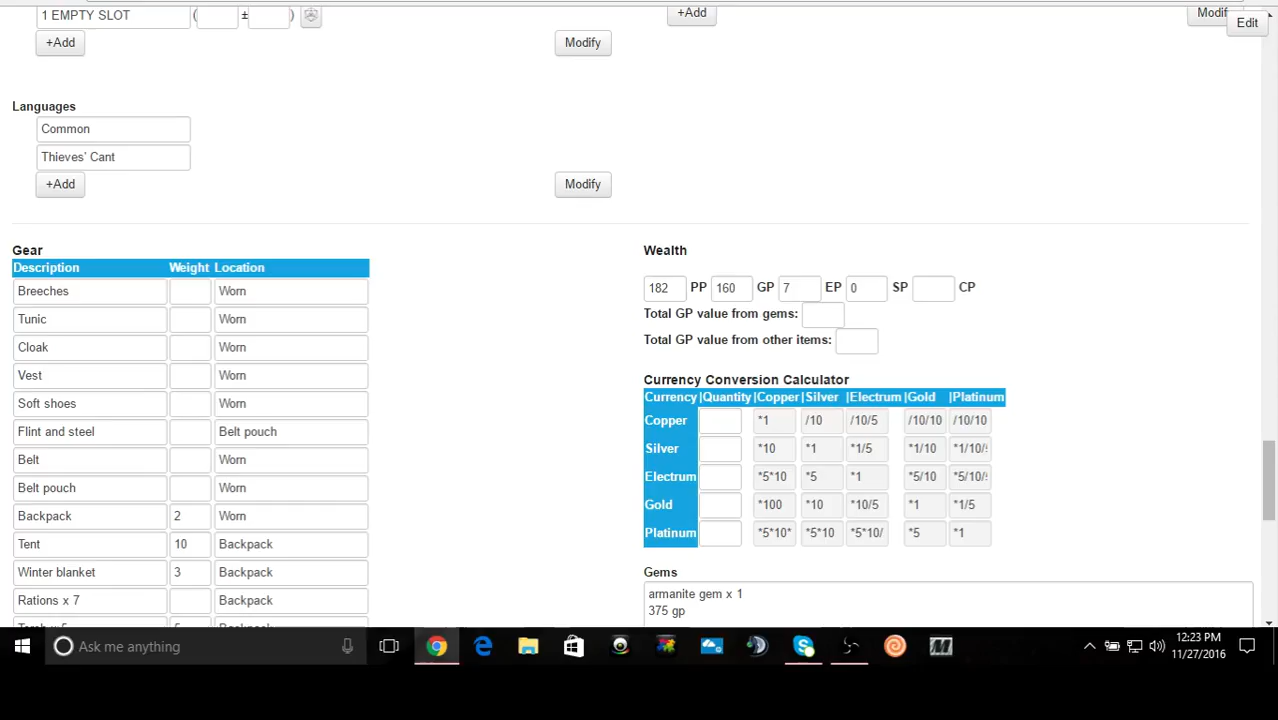 1 EMPTY SLOT ( ± )
+Add
Modify
+Add
Edit
Languages
Common
Thieves' Cant
+Add
Modify
Gear
Description Weight Location
Breeches Worn
Tunic Worn
Cloak Worn
Vest Worn
Soft shoes Worn
Flint and steel Belt pouch
Belt Worn
Belt pouch Worn
Backpack 2 Worn
Tent 10 Backpack
Winter blanket 3 Backpack
Rations x 7 Backpack
Wealth
182 PP 160 GP 7 EP 0 SP CP
Total GP value from gems:
Total GP value from other items:
Currency Conversion Calculator
Currency |Quantity |Copper |Silver |Electrum |Gold |Platinum
Copper *1 /10 /10/5 /10/10 /10/10
Silver *10 *1 *1/5 *1/10 *1/10/
Electrum *5*10 *5 *1 *5/10 *5/10/
Gold *100 *10 *10/5 *1 *1/5
Platinum *5*10* *5*10 *5*10/ *5 *1
Gems
armanite gem x 1
375 gp
Ask me anything
12:23 PM
11/27/2016